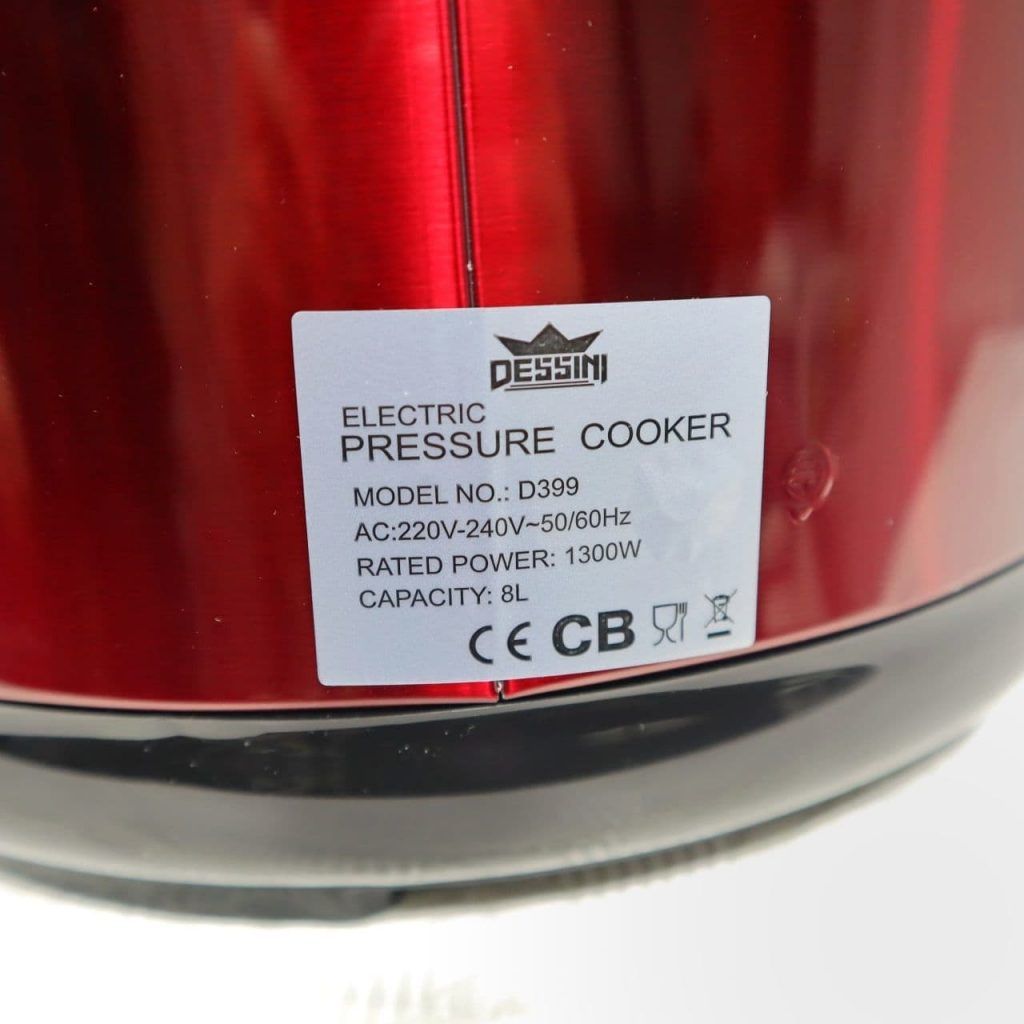 DESSINI
ELECTRIC
PRESSURE COOKER
MODEL NO.: D399
AC:220V-240V~50/60Hz
RATED POWER: 1300W
CAPACITY: 8L
CE CB